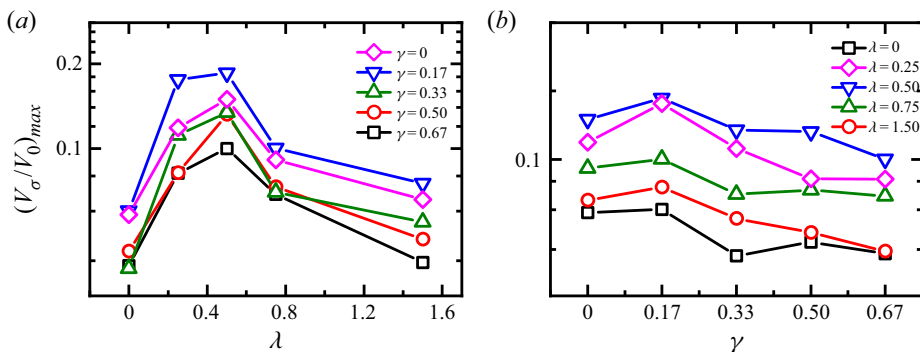 (a)
(V_σ/V_0)_max
0.2
0.1
0
0.4
0.8
1.2
1.6
λ
γ = 0
γ = 0.17
γ = 0.33
γ = 0.50
γ = 0.67
(b)
0.1
0
0.17
0.33
0.50
0.67
γ
λ = 0
λ = 0.25
λ = 0.50
λ = 0.75
λ = 1.50